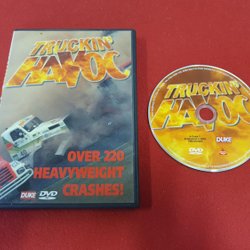 TRUCKIN'
HAVOC
OVER 220
HEAVYWEIGHT
CRASHES!
DUKE
DVD
TRUCKIN'
HAVOC
DVD
DUKE